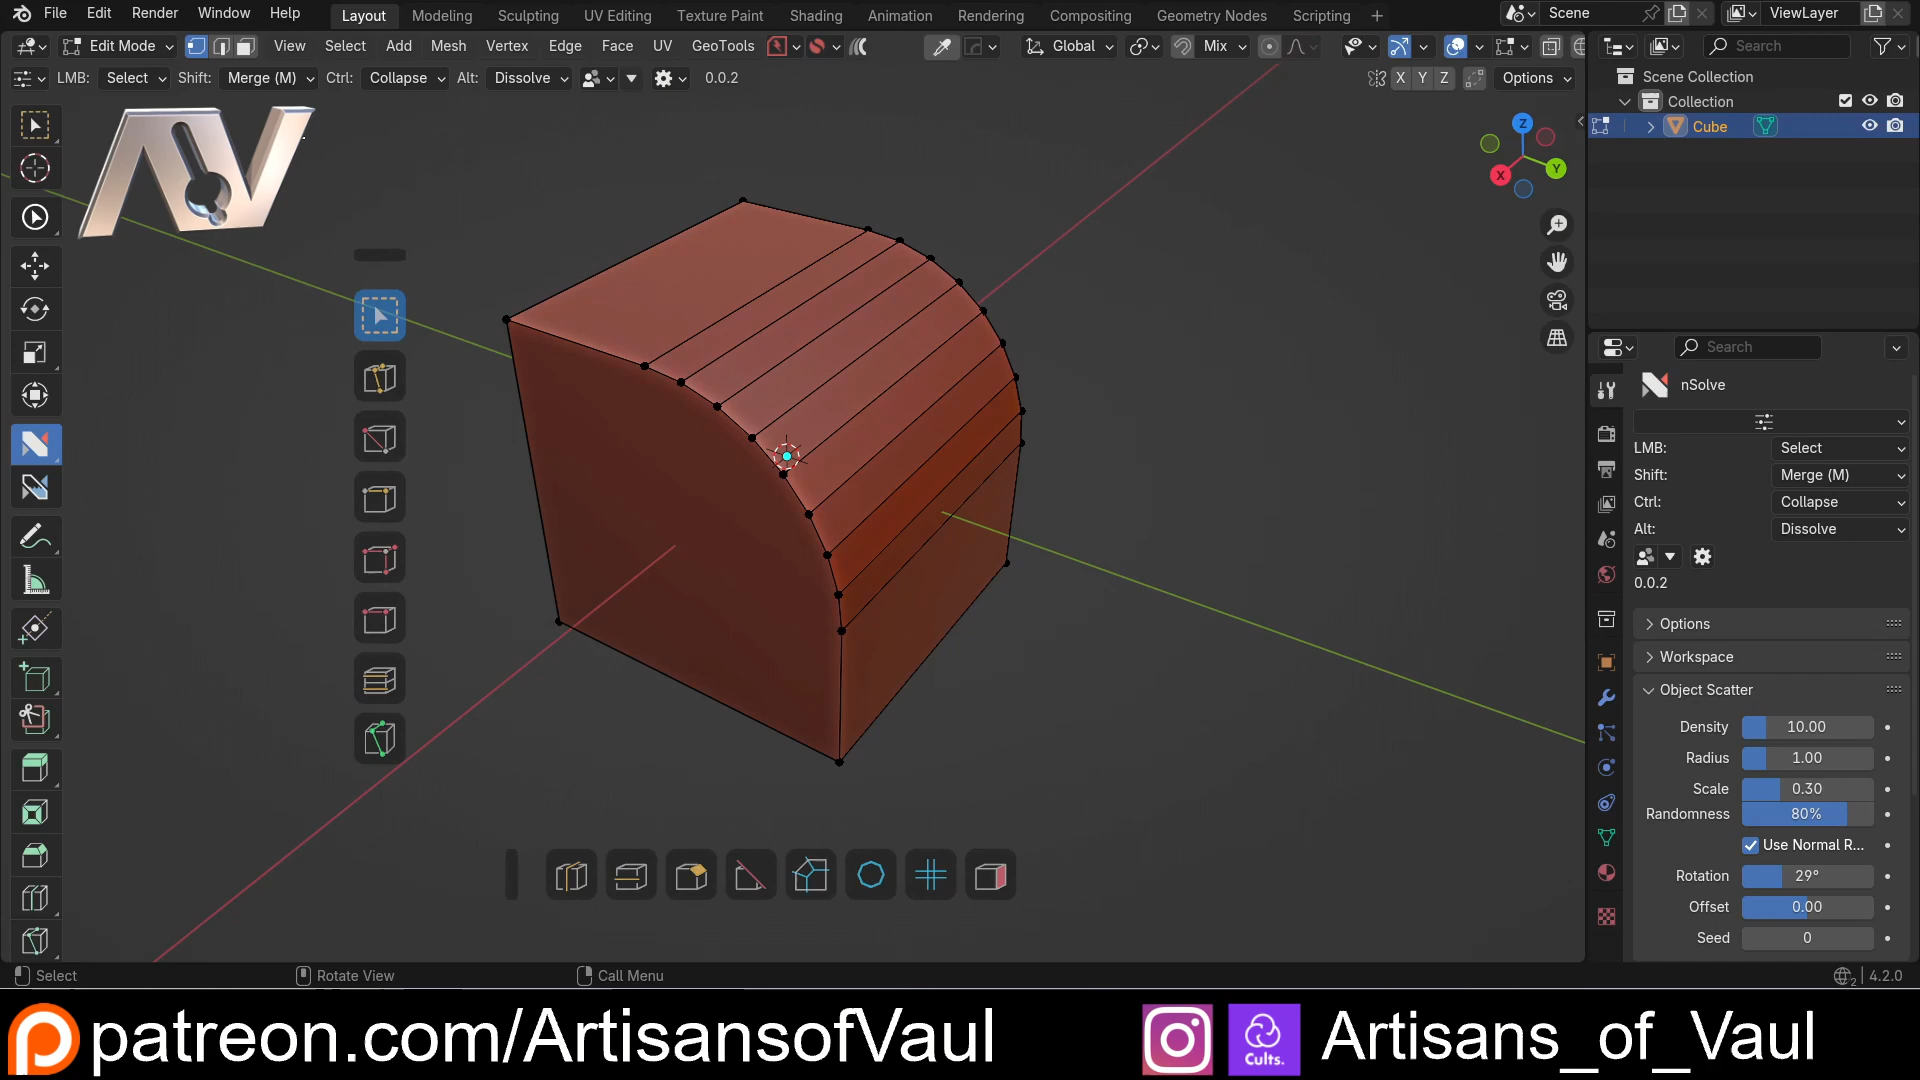 File Edit Render Window Help Layout Modeling Sculpting UV Editing Texture Paint Shading Animation Rendering Compositing Geometry Nodes Scripting + Scene ViewLayer
Edit Mode View Select Add Mesh Vertex Edge Face UV GeoTools Global Mix Search
LMB: Select Shift: Merge (M) Ctrl: Collapse Alt: Dissolve 0.0.2 X Y Z Options
Scene Collection
Collection
Cube
Z
Y
X
Search
nSolve
LMB: Select
Shift: Merge (M)
Ctrl: Collapse
Alt: Dissolve
0.0.2
Options
Workspace
Object Scatter
Density 10.00
Radius 1.00
Scale 0.30
Randomness 80%
Use Normal R...
Rotation 29°
Offset 0.00
Seed 0
Select Rotate View Call Menu 4.2.0
patreon.com/ArtisansofVaul Cults. Artisans_of_Vaul